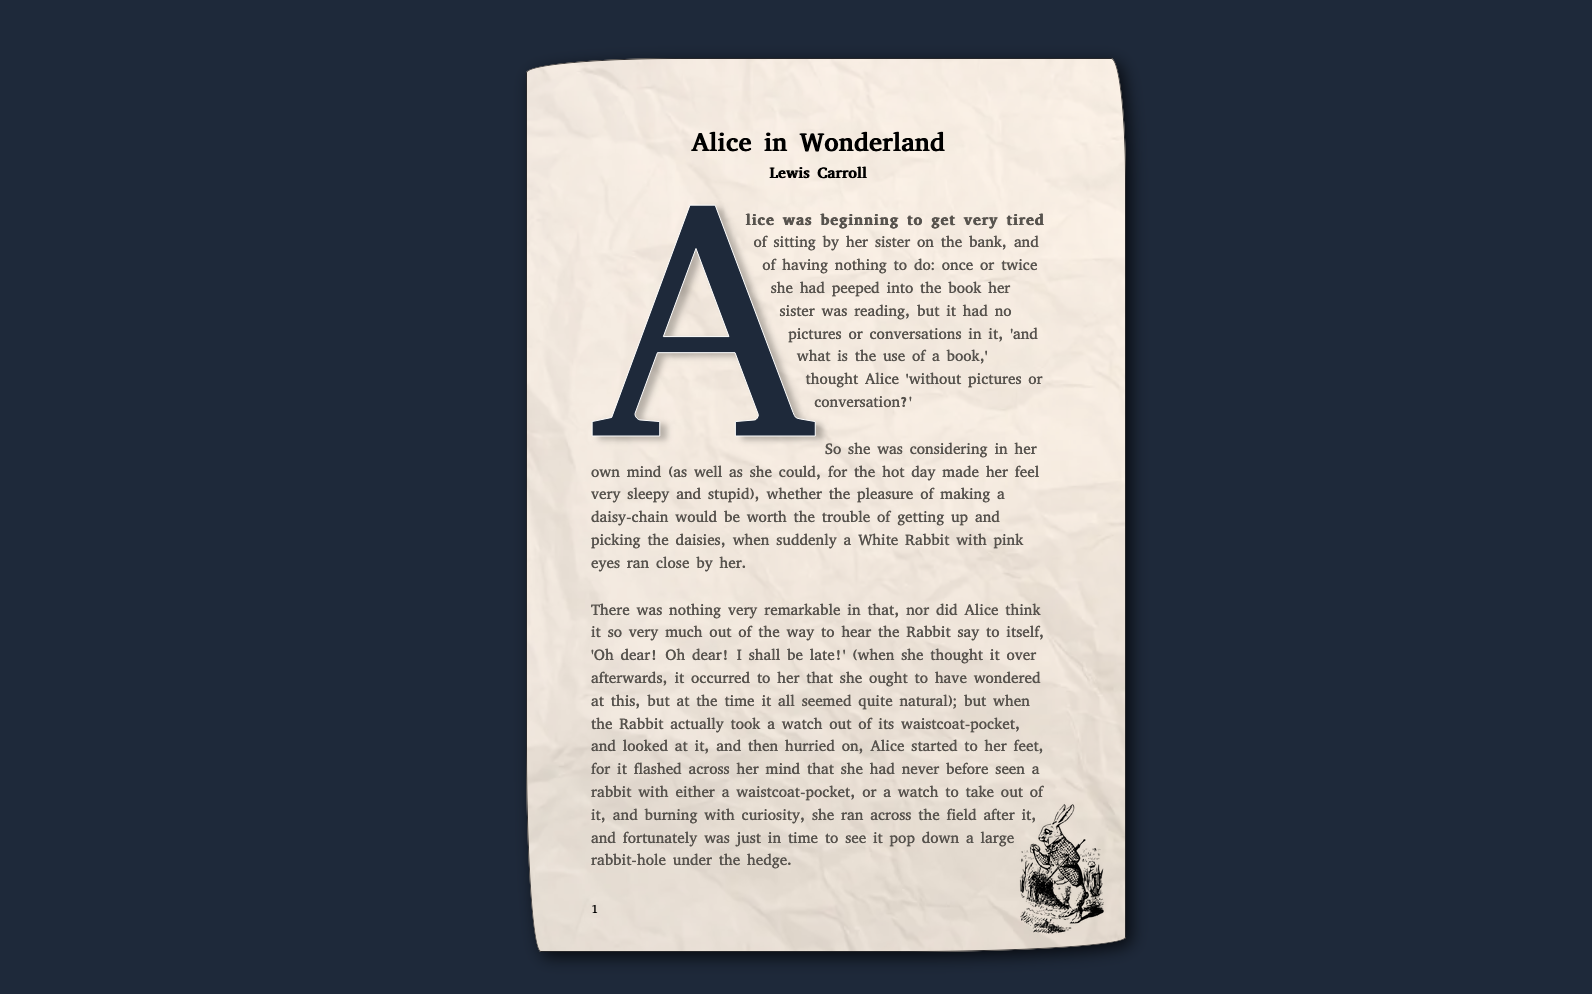 Alice in Wonderland
Lewis Carroll
Alice was beginning to get very tired
of sitting by her sister on the bank, and
of having nothing to do: once or twice
she had peeped into the book her
sister was reading, but it had no
pictures or conversations in it, 'and
what is the use of a book,'
thought Alice 'without pictures or
conversation?'
So she was considering in her
own mind (as well as she could, for the hot day made her feel
very sleepy and stupid), whether the pleasure of making a
daisy-chain would be worth the trouble of getting up and
picking the daisies, when suddenly a White Rabbit with pink
eyes ran close by her.
There was nothing very remarkable in that, nor did Alice think
it so very much out of the way to hear the Rabbit say to itself,
'Oh dear! Oh dear! I shall be late!' (when she thought it over
afterwards, it occurred to her that she ought to have wondered
at this, but at the time it all seemed quite natural); but when
the Rabbit actually took a watch out of its waistcoat-pocket,
and looked at it, and then hurried on, Alice started to her feet,
for it flashed across her mind that she had never before seen a
rabbit with either a waistcoat-pocket, or a watch to take out of
it, and burning with curiosity, she ran across the field after it,
and fortunately was just in time to see it pop down a large
rabbit-hole under the hedge.
1